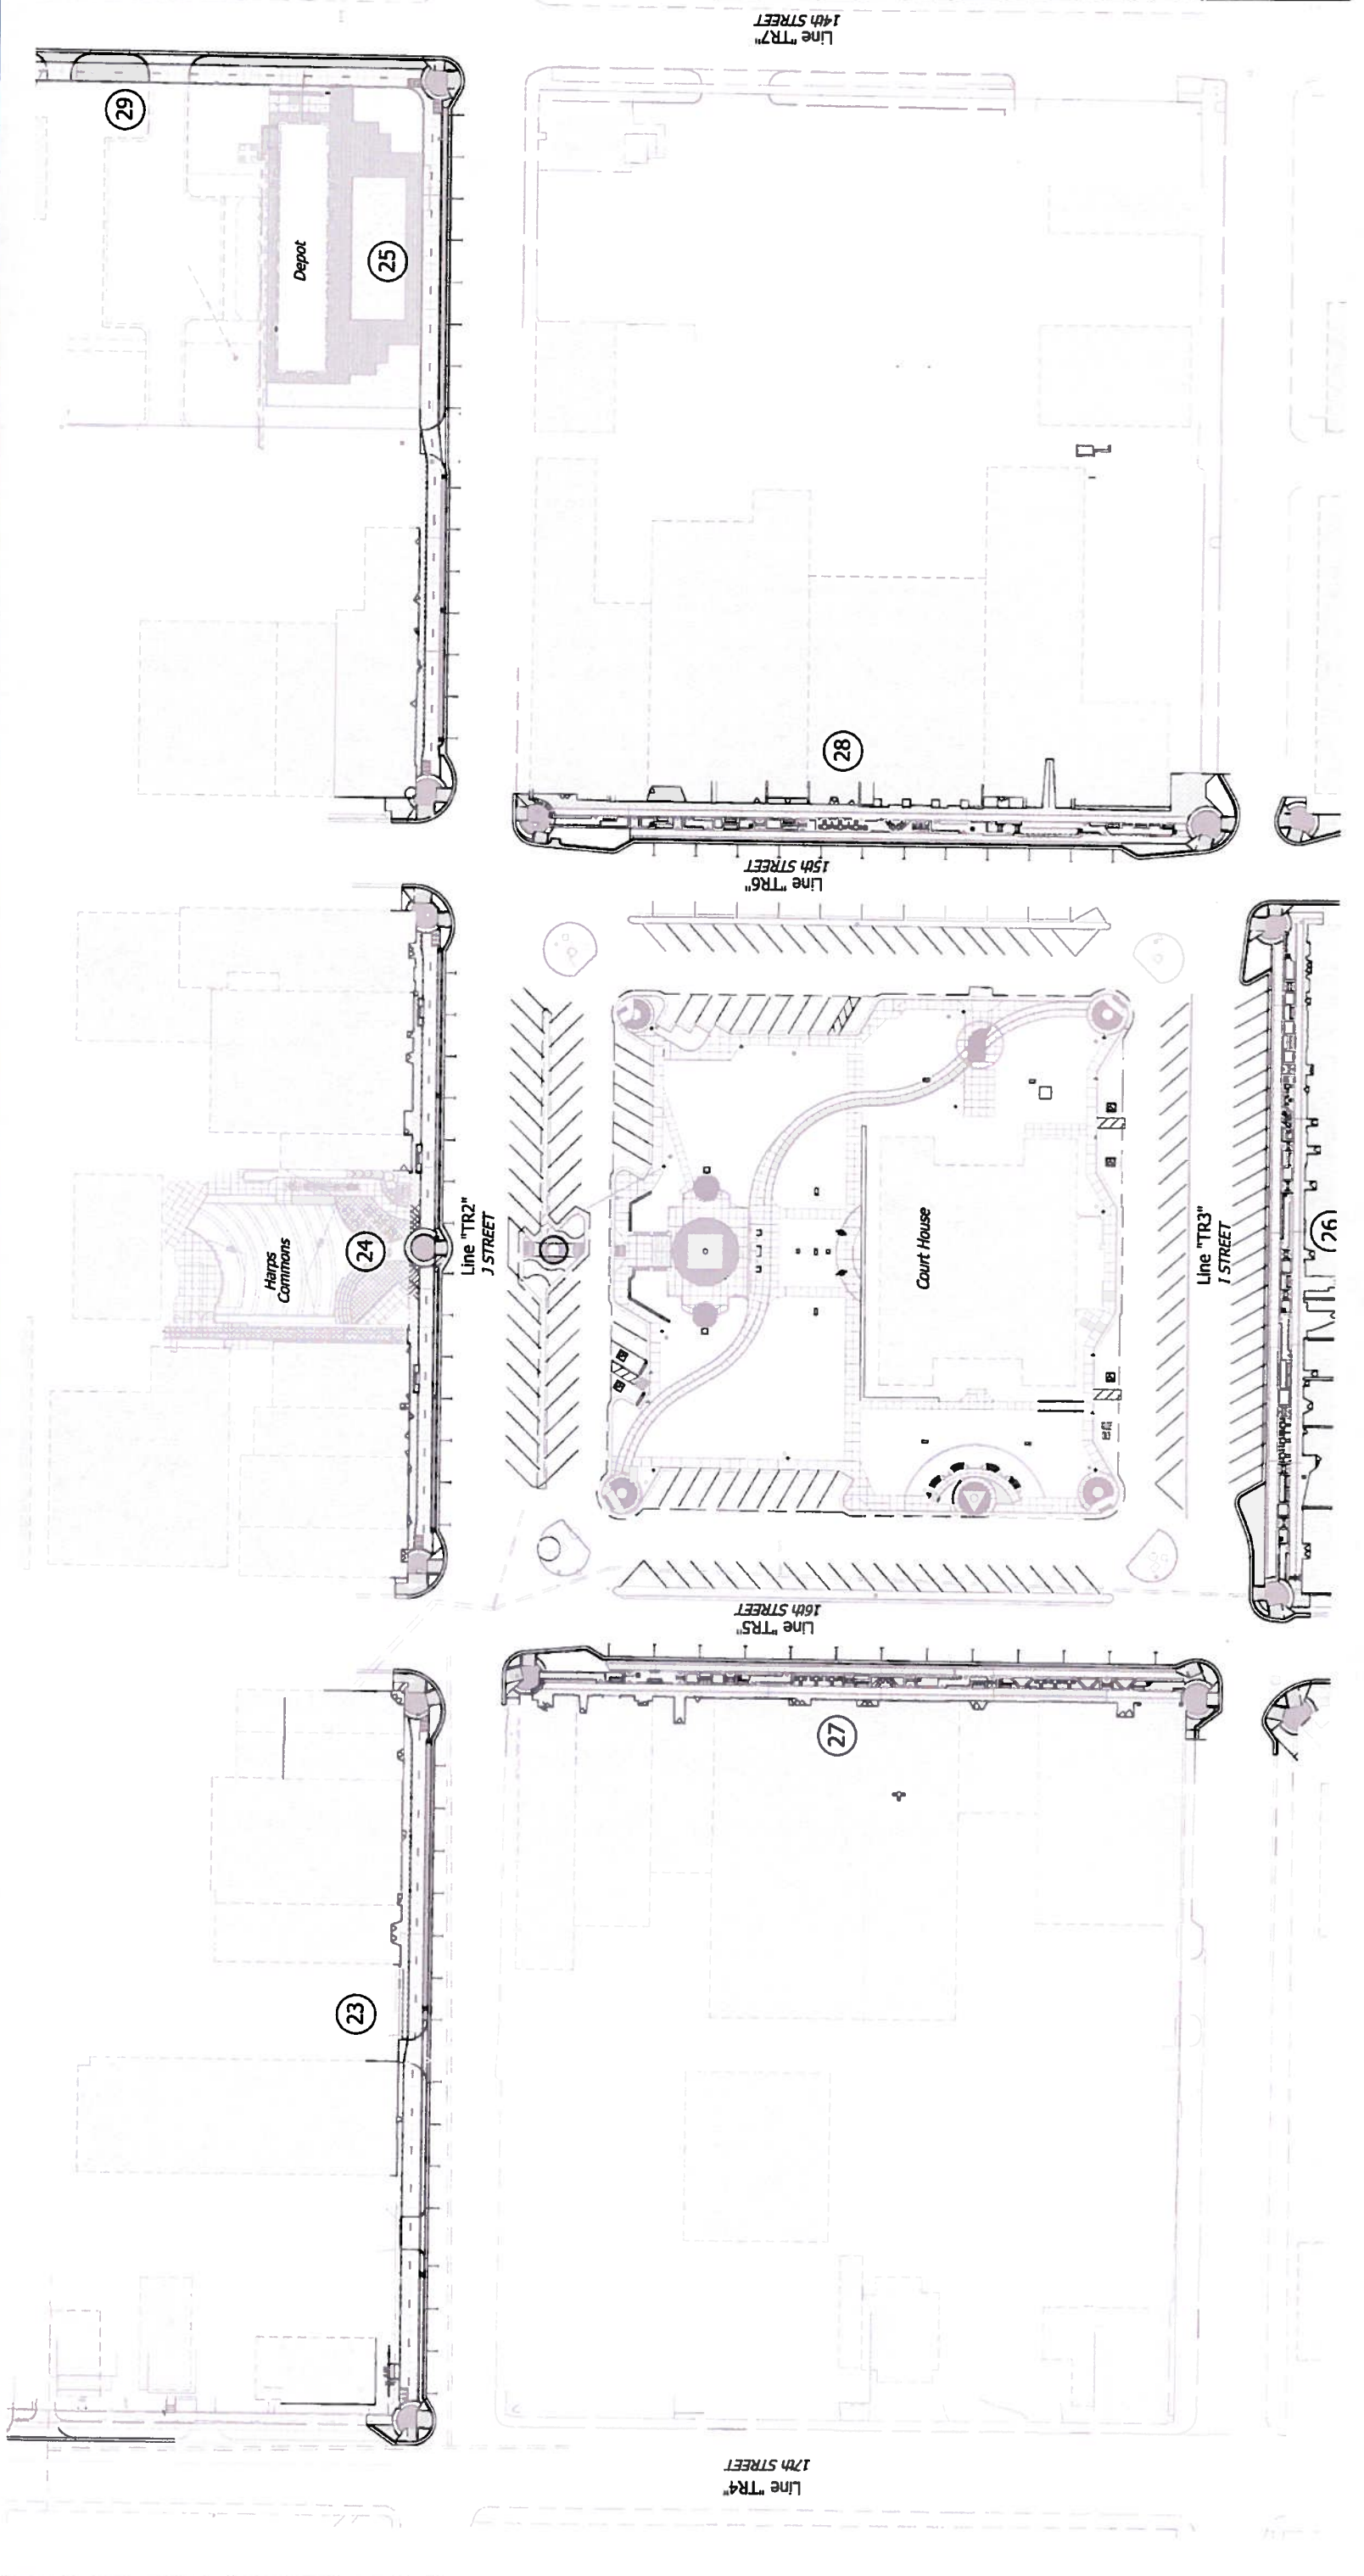 Line "TR7"
14th STREET
29
Depot
25
28
Line "TR6"
15th STREET
Harps
Commons
24
Line "TR2"
J STREET
Court House
Line "TR3"
I STREET
26
Line "TR5"
16th STREET
27
23
Line "TR4"
17th STREET